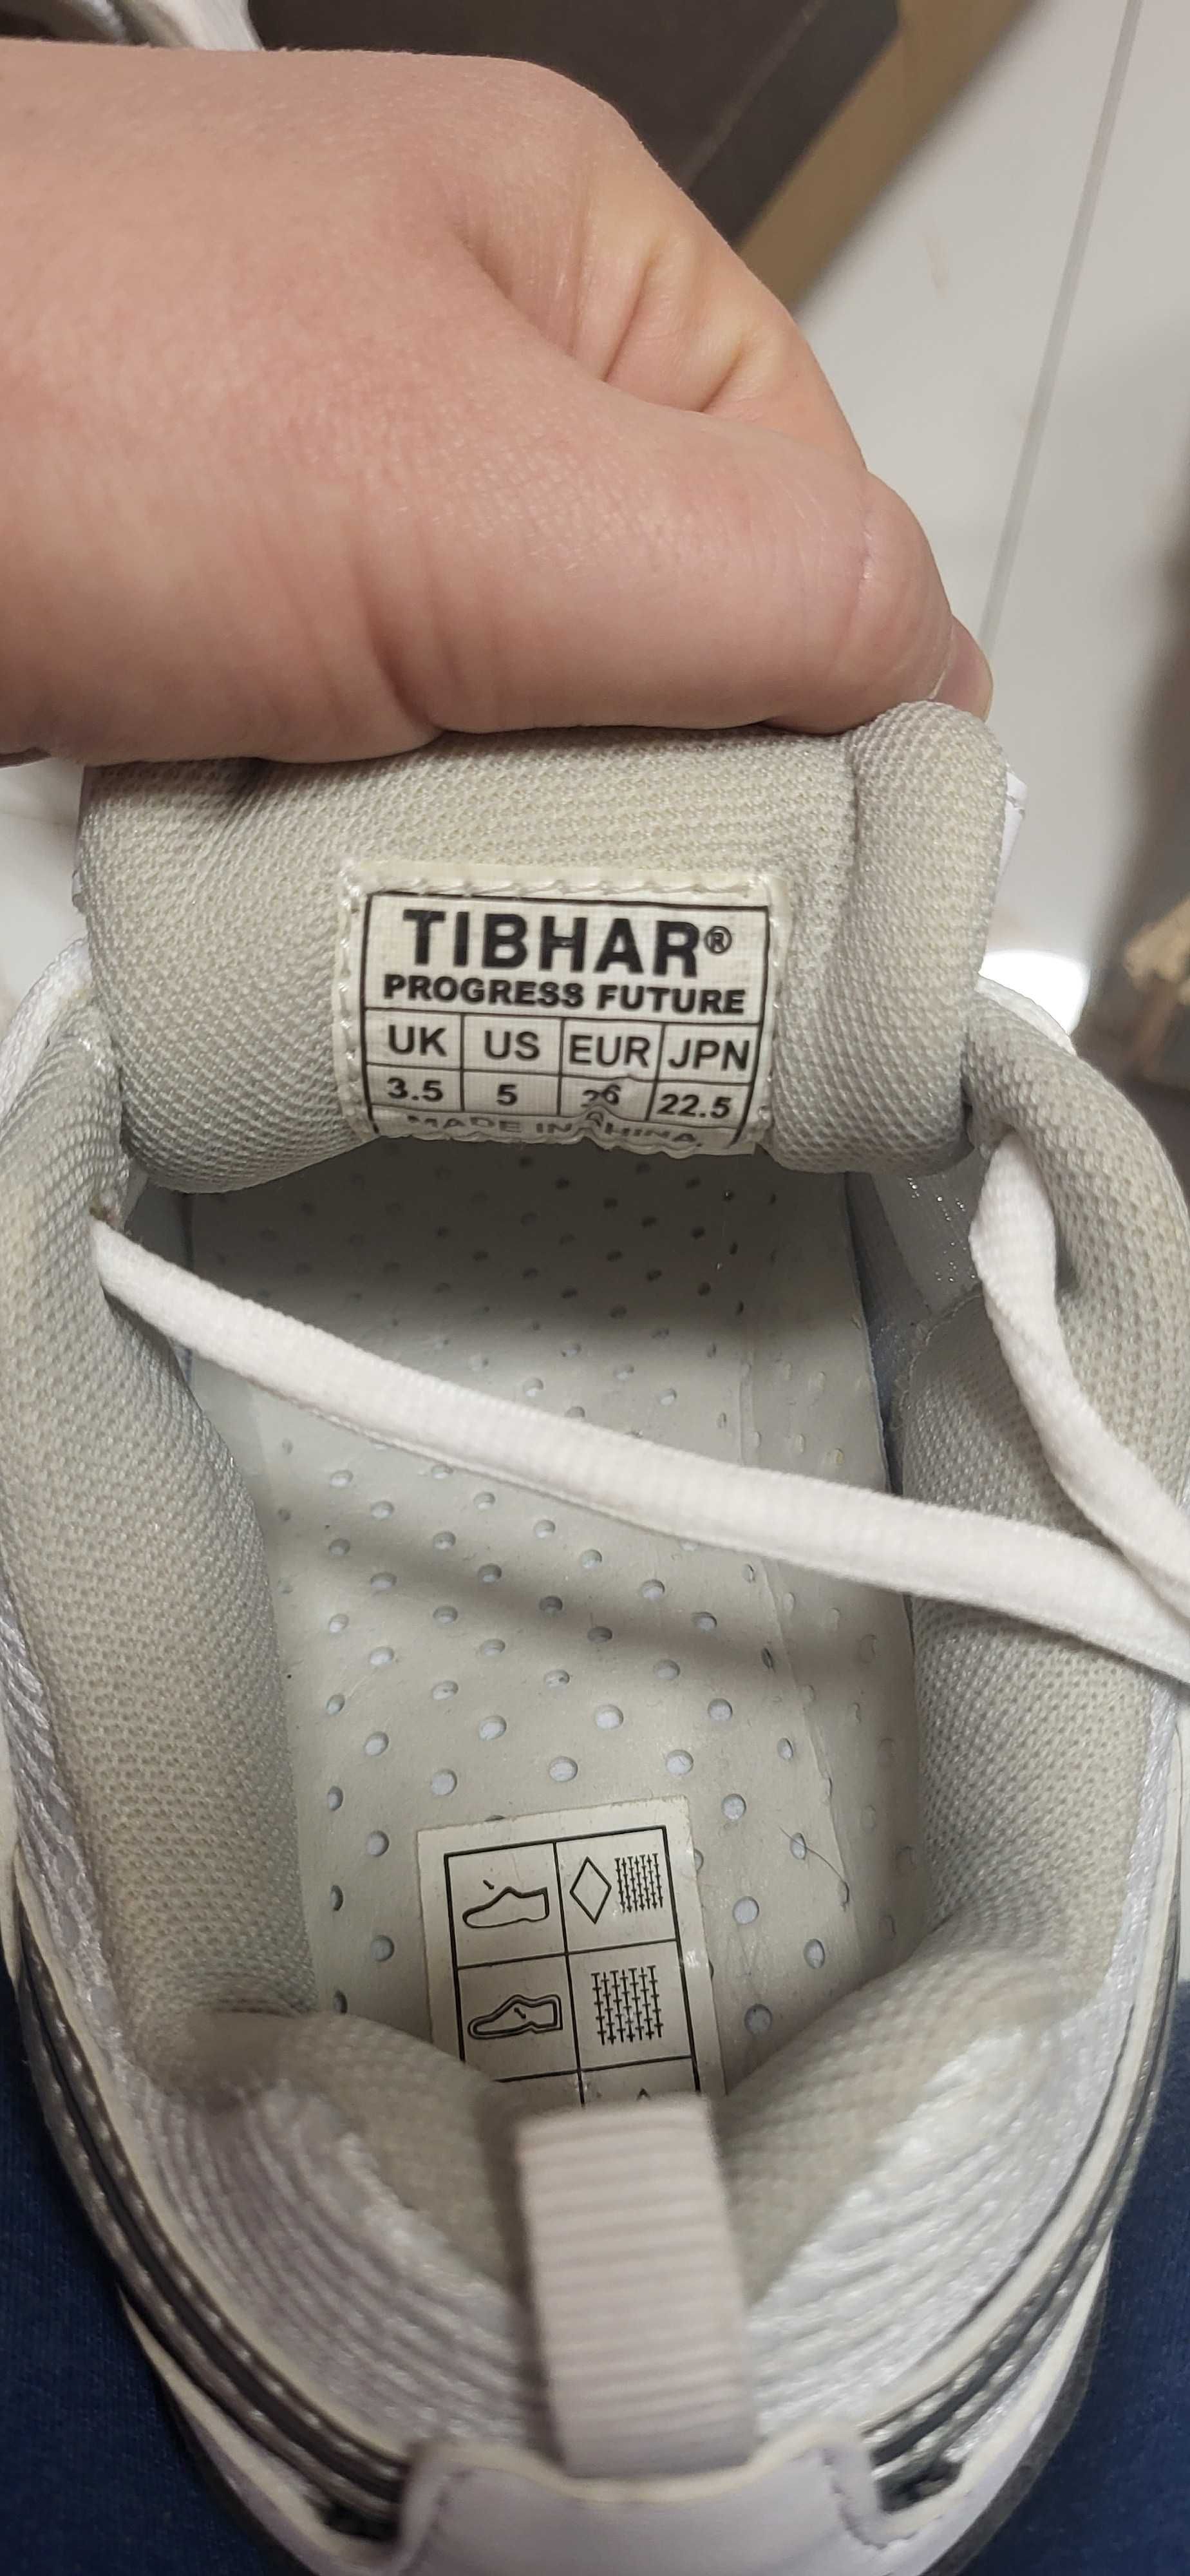 TIBHAR®
PROGRESS FUTURE
UK US EUR JPN
3.5 5 36 22.5
MADE IN CHINA